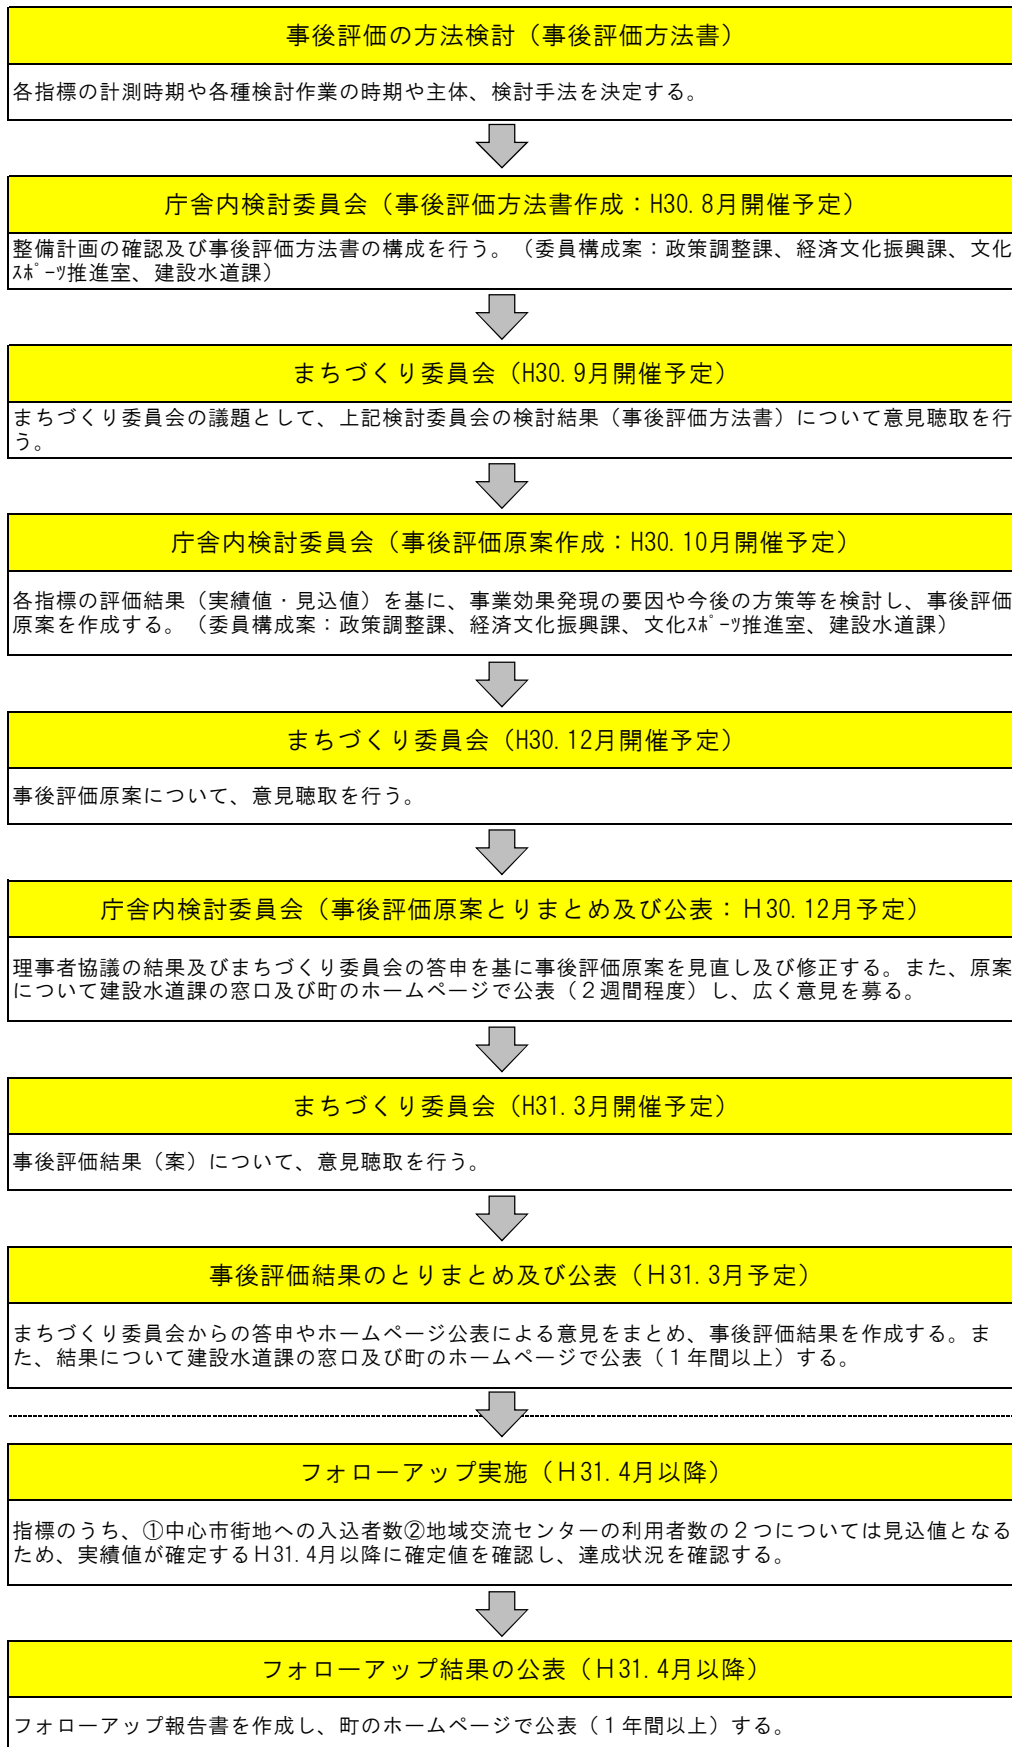 事後評価の方法検討（事後評価方法書）
各指標の計測時期や各種検討作業の時期や主体、検討手法を決定する。
庁舎内検討委員会（事後評価方法書作成：H30.8月開催予定）
整備計画の確認及び事後評価方法書の構成を行う。（委員構成案：政策調整課、経済文化振興課、文化
ｽﾎﾟｰﾂ推進室、建設水道課）
まちづくり委員会（H30.9月開催予定）
まちづくり委員会の議題として、上記検討委員会の検討結果（事後評価方法書）について意見聴取を行
う。
庁舎内検討委員会（事後評価原案作成：H30.10月開催予定）
各指標の評価結果（実績値・見込値）を基に、事業効果発現の要因や今後の方策等を検討し、事後評価
原案を作成する。（委員構成案：政策調整課、経済文化振興課、文化ｽﾎﾟｰﾂ推進室、建設水道課）
まちづくり委員会（H30.12月開催予定）
事後評価原案について、意見聴取を行う。
庁舎内検討委員会（事後評価原案とりまとめ及び公表：Ｈ30.12月予定）
理事者協議の結果及びまちづくり委員会の答申を基に事後評価原案を見直し及び修正する。また、原案
について建設水道課の窓口及び町のホームページで公表（２週間程度）し、広く意見を募る。
まちづくり委員会（H31.3月開催予定）
事後評価結果（案）について、意見聴取を行う。
事後評価結果のとりまとめ及び公表（Ｈ31.3月予定）
まちづくり委員会からの答申やホームページ公表による意見をまとめ、事後評価結果を作成する。ま
た、結果について建設水道課の窓口及び町のホームページで公表（１年間以上）する。
フォローアップ実施（Ｈ31.4月以降）
指標のうち、①中心市街地への入込者数②地域交流センターの利用者数の２つについては見込値となる
ため、実績値が確定するＨ31.4月以降に確定値を確認し、達成状況を確認する。
フォローアップ結果の公表（Ｈ31.4月以降）
フォローアップ報告書を作成し、町のホームページで公表（１年間以上）する。